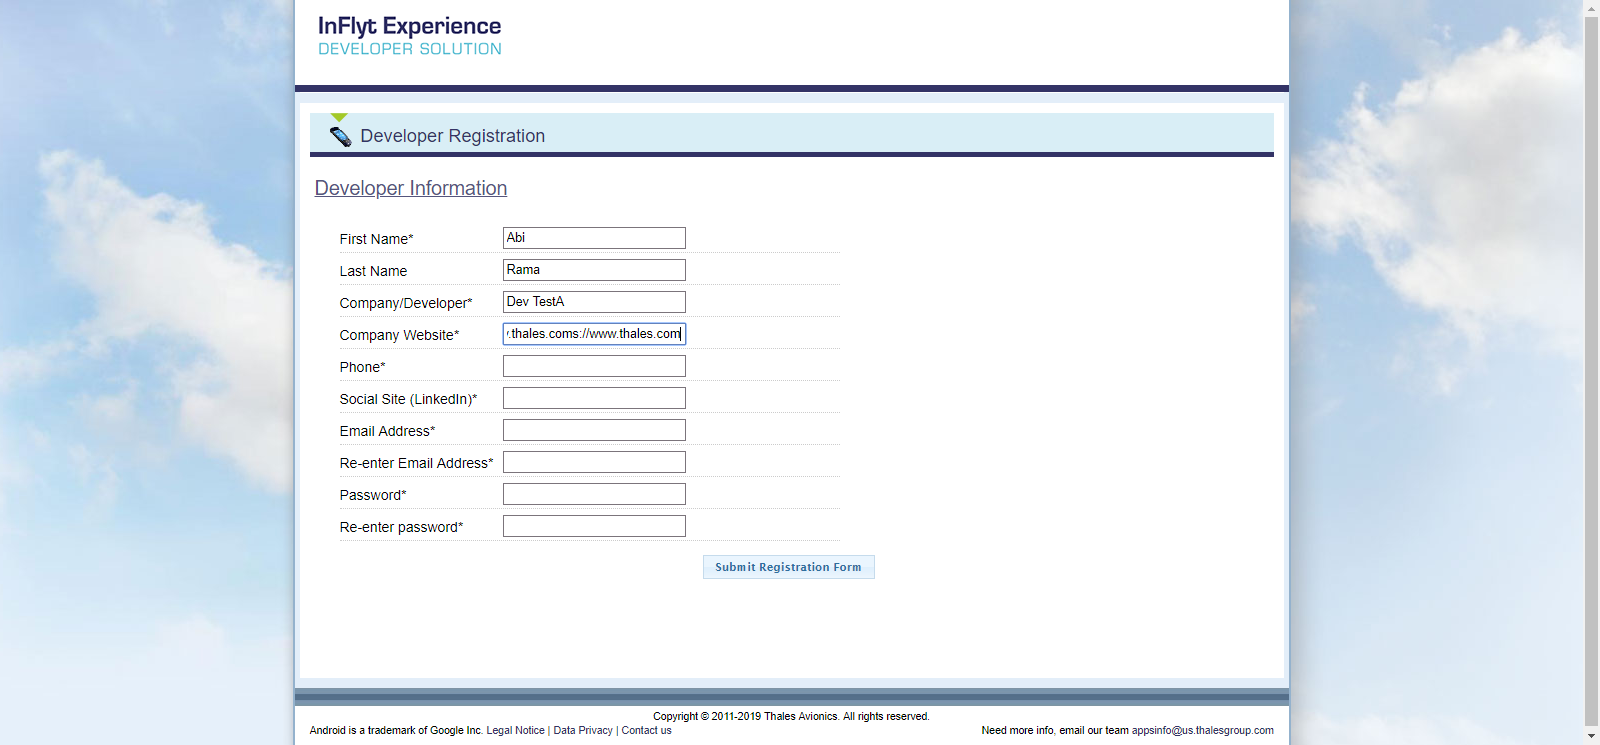 InFlyt Experience
DEVELOPER SOLUTION
Developer Registration
Developer Information
First Name* Abi
Last Name Rama
Company/Developer* Dev TestA
Company Website* .thales.coms://www.thales.com
Phone*
Social Site (LinkedIn)*
Email Address*
Re-enter Email Address*
Password*
Re-enter password*
Submit Registration Form
Copyright © 2011-2019 Thales Avionics. All rights reserved.
Android is a trademark of Google Inc. Legal Notice | Data Privacy | Contact us Need more info, email our team appsinfo@us.thalesgroup.com